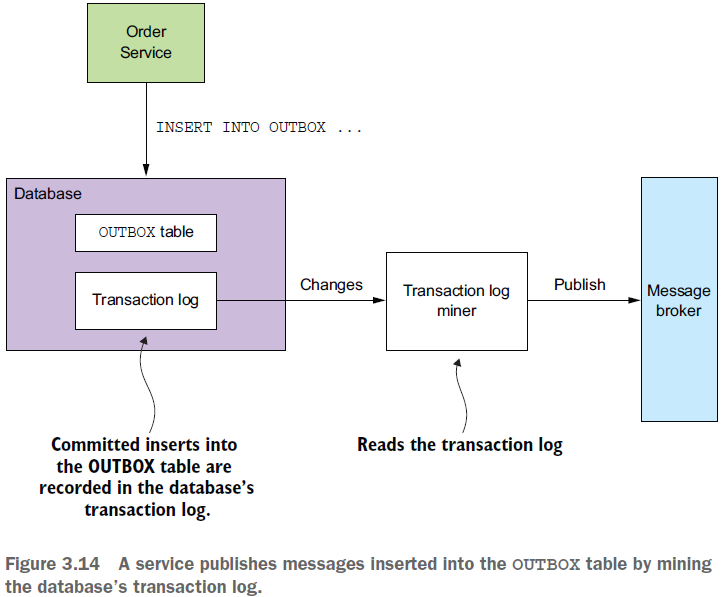 Order
Service
INSERT INTO OUTBOX ...
Database
OUTBOX table
Transaction log
Changes
Transaction log
miner
Publish
Message
broker
Committed inserts into
the OUTBOX table are
recorded in the database's
transaction log.
Reads the transaction log
Figure 3.14 A service publishes messages inserted into the OUTBOX table by mining
the database's transaction log.